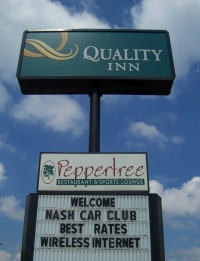 QUALITY
INN
Peppertree
RESTAURANT & SPORTS LOUNGE
WELCOME
NASH CAR CLUB
BEST RATES
WIRELESS INTERNET